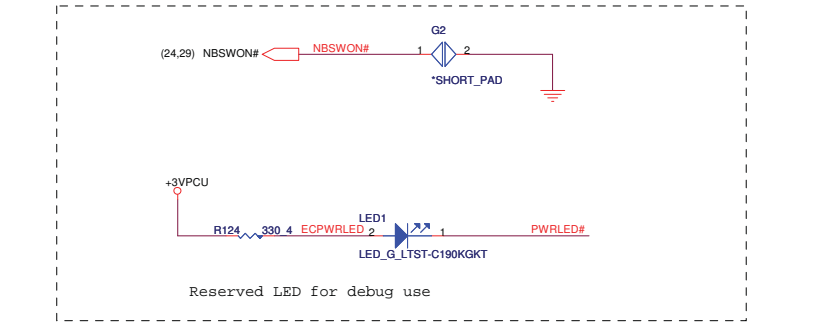 G2
(24,29) NBSWON# NBSWON# 1 2
*SHORT_PAD
+3VPCU
LED1
R124 330_4 ECPWRLED 2 1 PWRLED#
LED_G_LTST-C190KGKT
Reserved LED for debug use